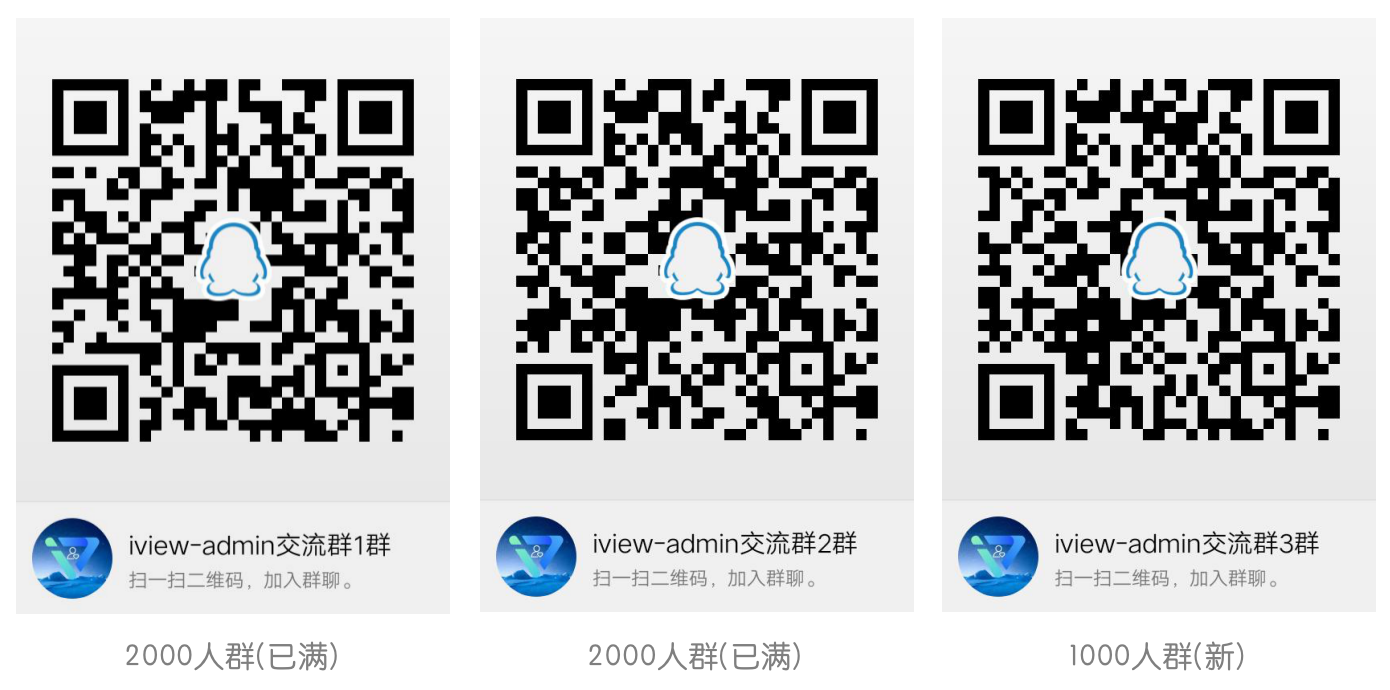 iview-admin交流群1群
扫一扫二维码，加入群聊。
2000人群(已满)
iview-admin交流群2群
扫一扫二维码，加入群聊。
2000人群(已满)
iview-admin交流群3群
扫一扫二维码，加入群聊。
1000人群(新)